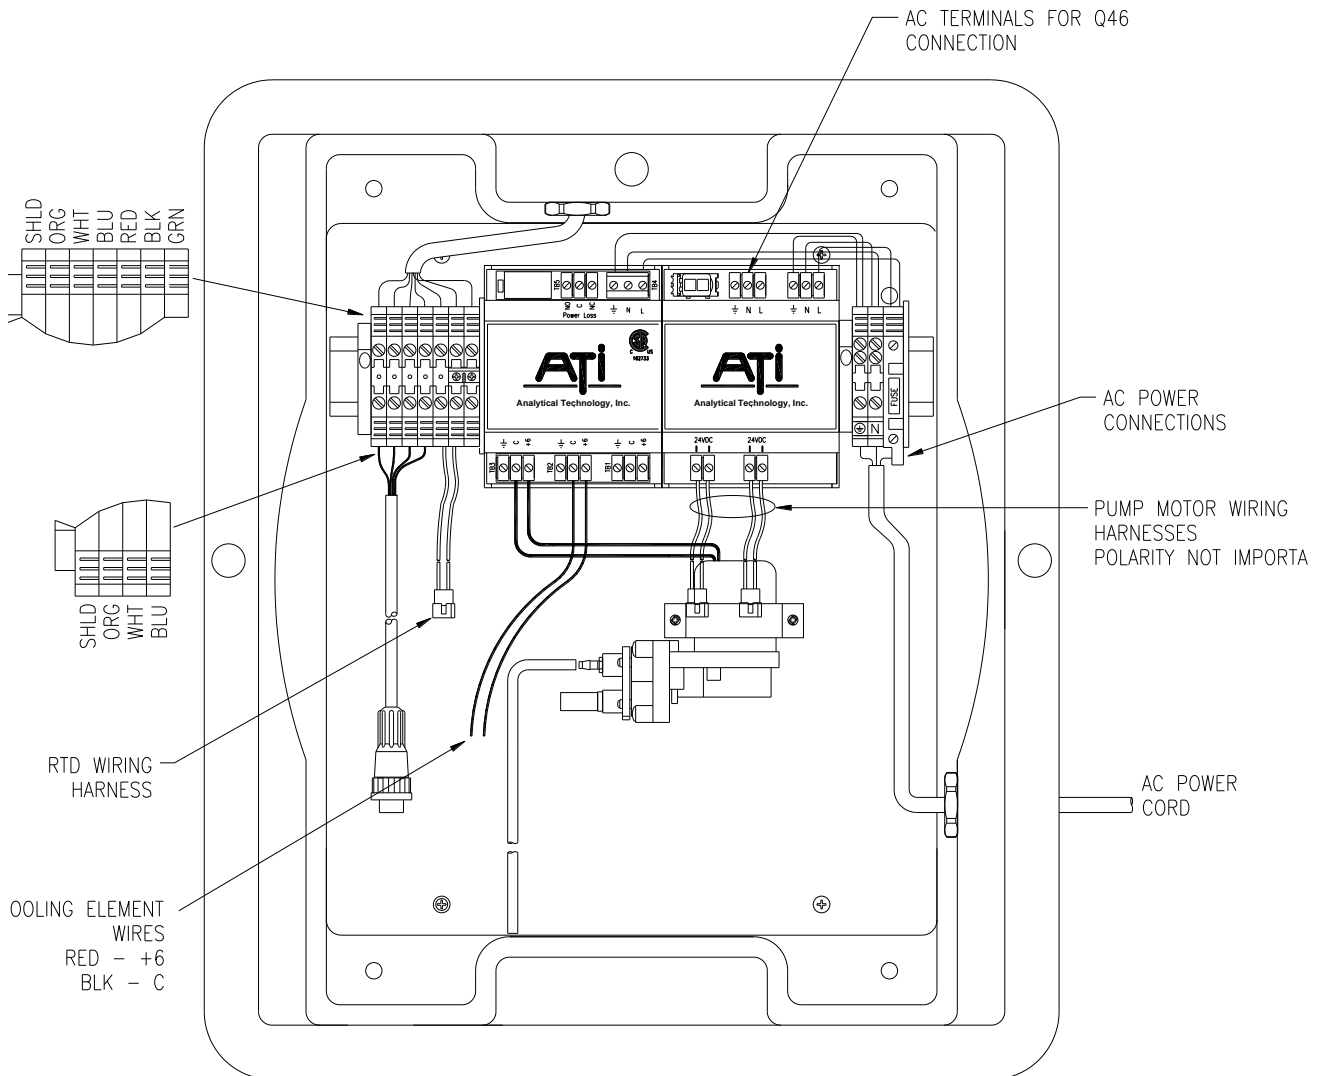 AC TERMINALS FOR Q46
CONNECTION
SHLD
ORG
WHT
BLU
RED
BLK
GRN
TB5
NO
C
NC
Power Loss
N
L
TB4
N
L
N
L
ATi
Analytical Technology, Inc.
C US
ATi
Analytical Technology, Inc.
FUSE
N
AC POWER
CONNECTIONS
C
+6
C
+6
C
+6
24VDC
24VDC
TB3
TB2
TB1
PUMP MOTOR WIRING
HARNESSES
POLARITY NOT IMPORTA
SHLD
ORG
WHT
BLU
RTD WIRING
HARNESS
AC POWER
CORD
OOLING ELEMENT
WIRES
RED – +6
BLK – C